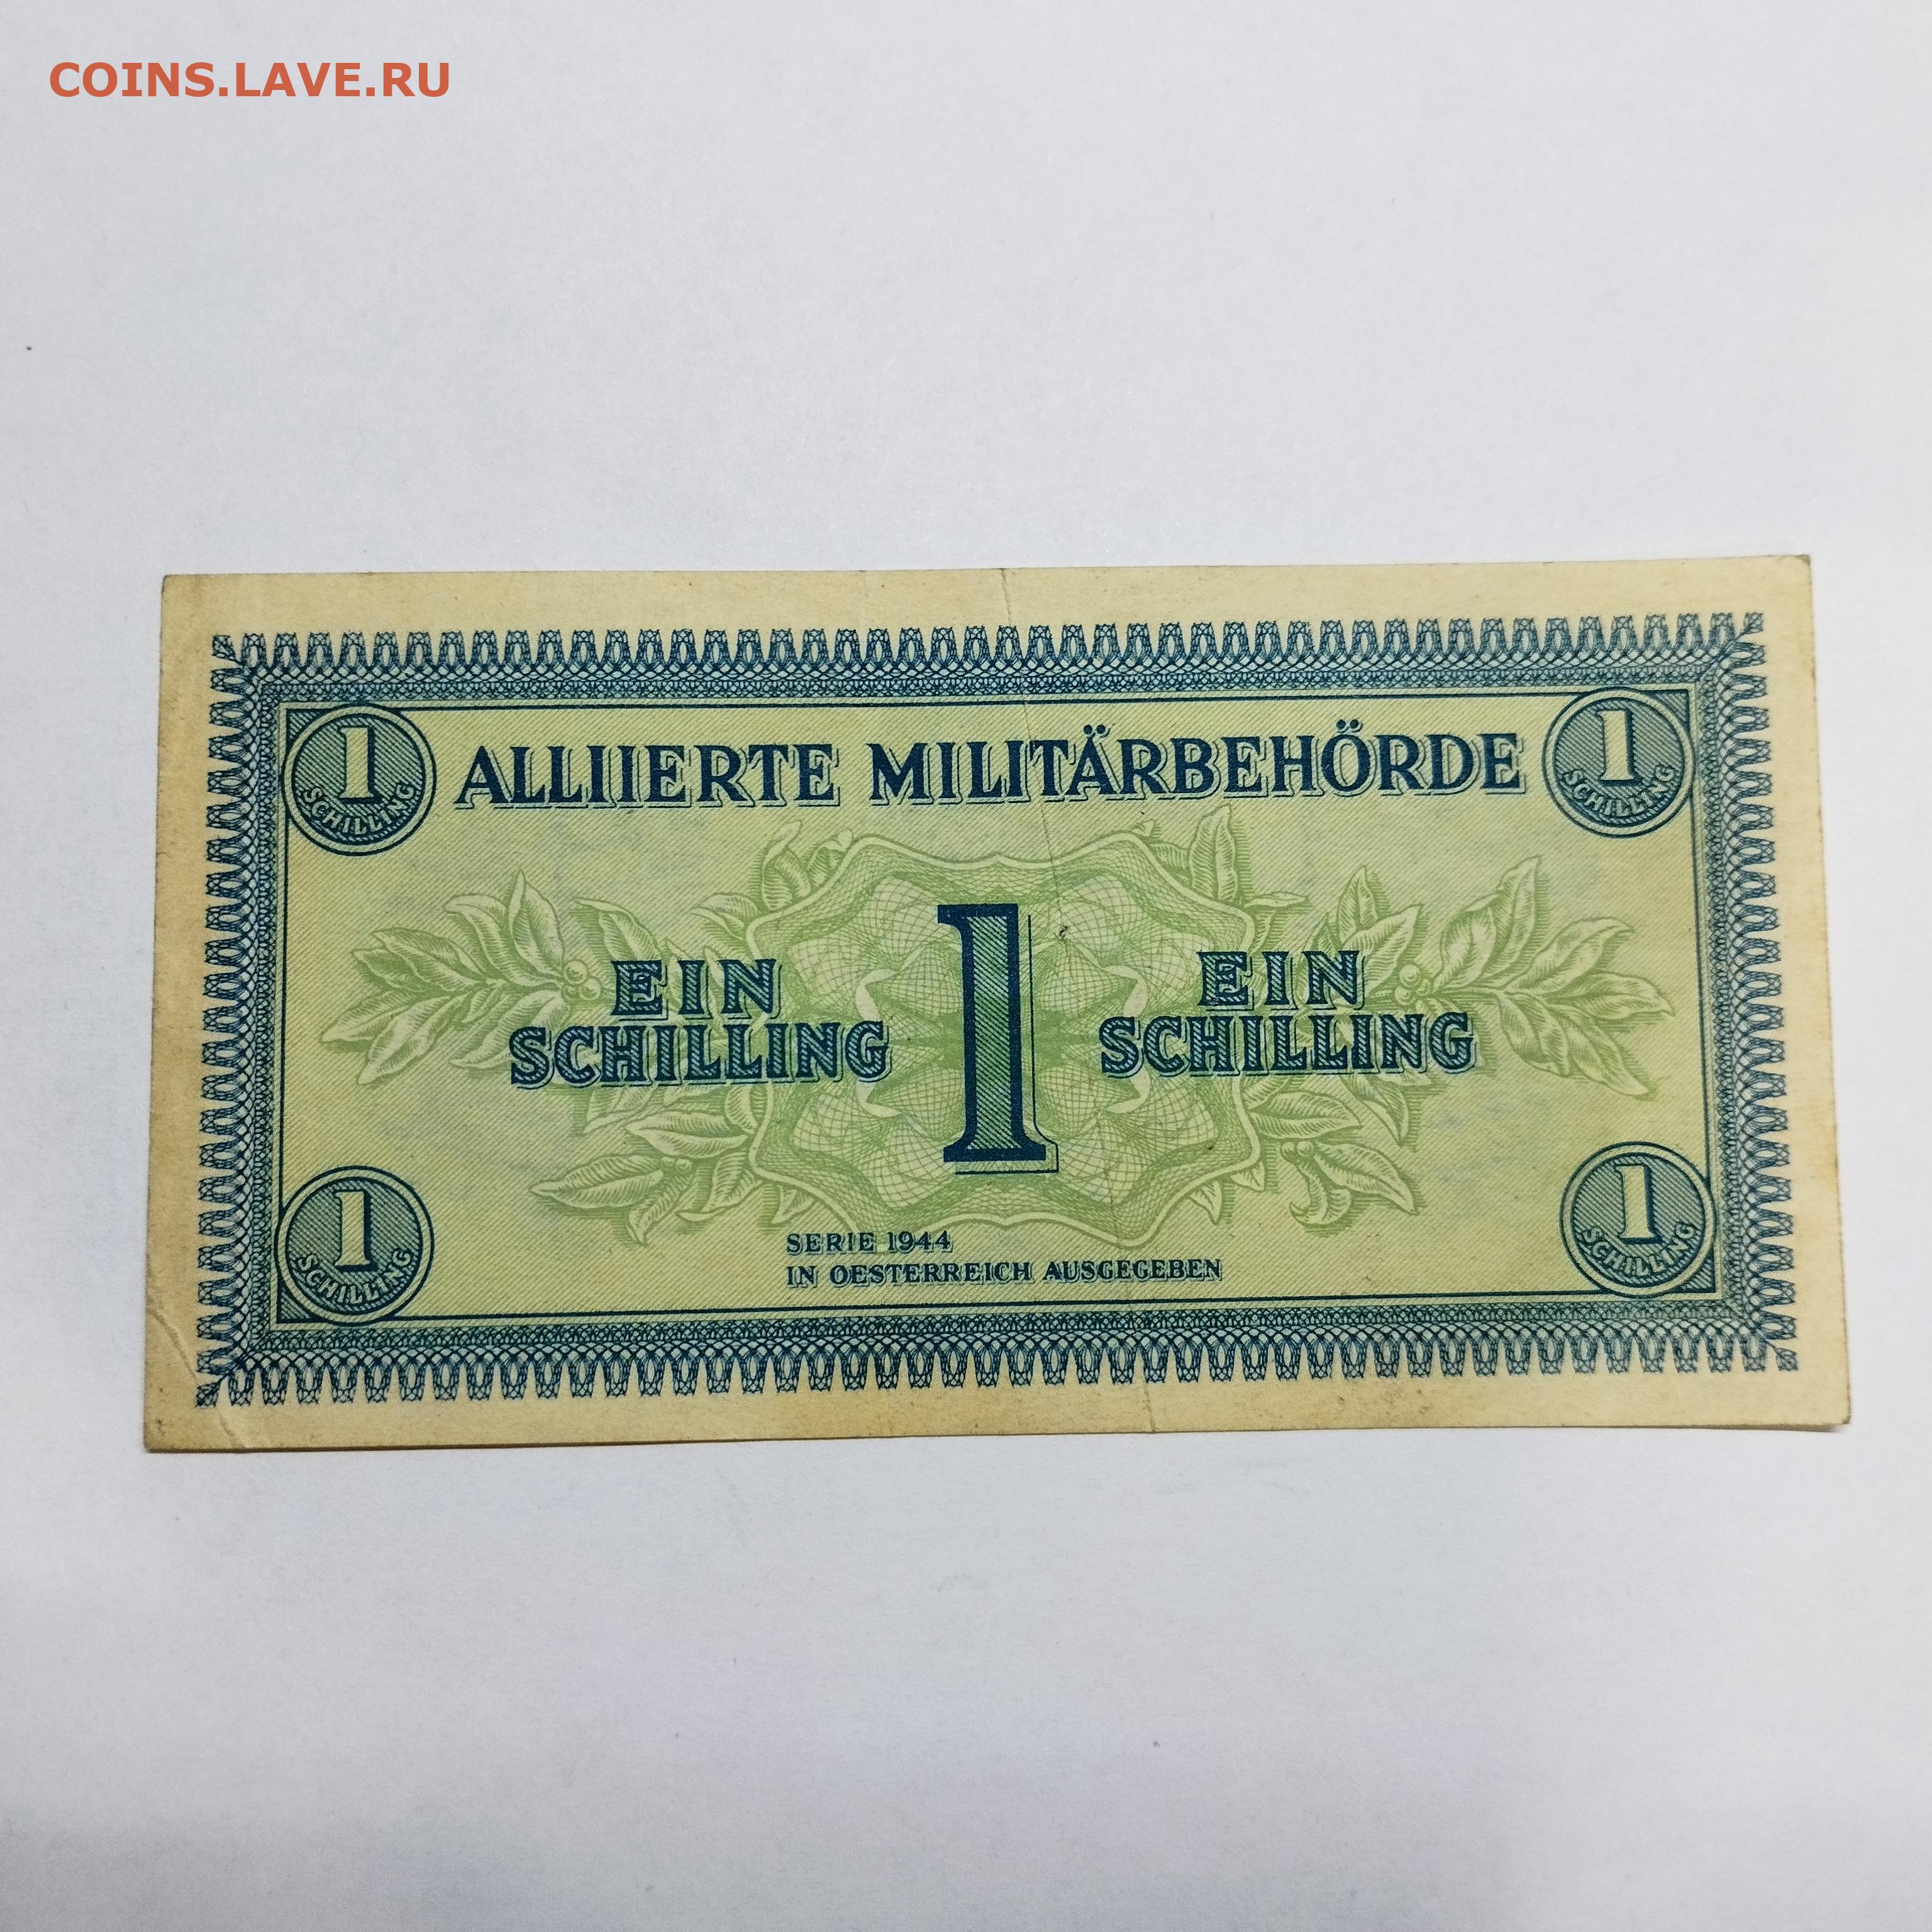 COINS.LAVE.RU
1
SCHILLING
ALLIIERTE MILITÄRBEHÖRDE
1
SCHILLING
EIN
SCHILLING
1
EIN
SCHILLING
SERIE 1944
IN OESTERREICH AUSGEGEBEN
1
SCHILLING
1
SCHILLING